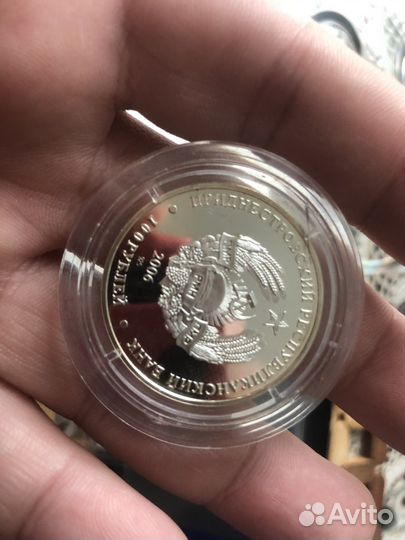 ПРИДНЕСТРОВСКИЙ РЕСПУБЛИКАНСКИЙ БАНК
2006
100 РУБЛЕЙ
Avito